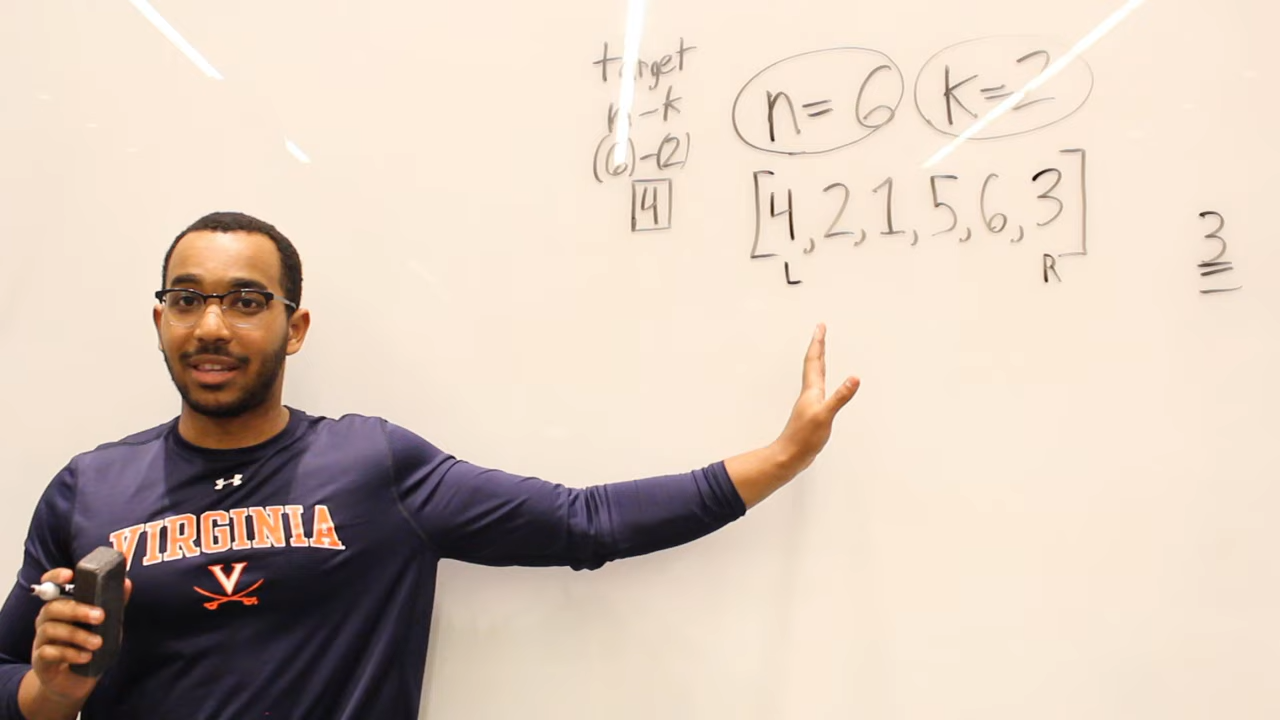 target
n-k
(6)-(2)
4
n=6 k=2
[4,2,1,5,6,3]
L R
3
VIRGINIA
V